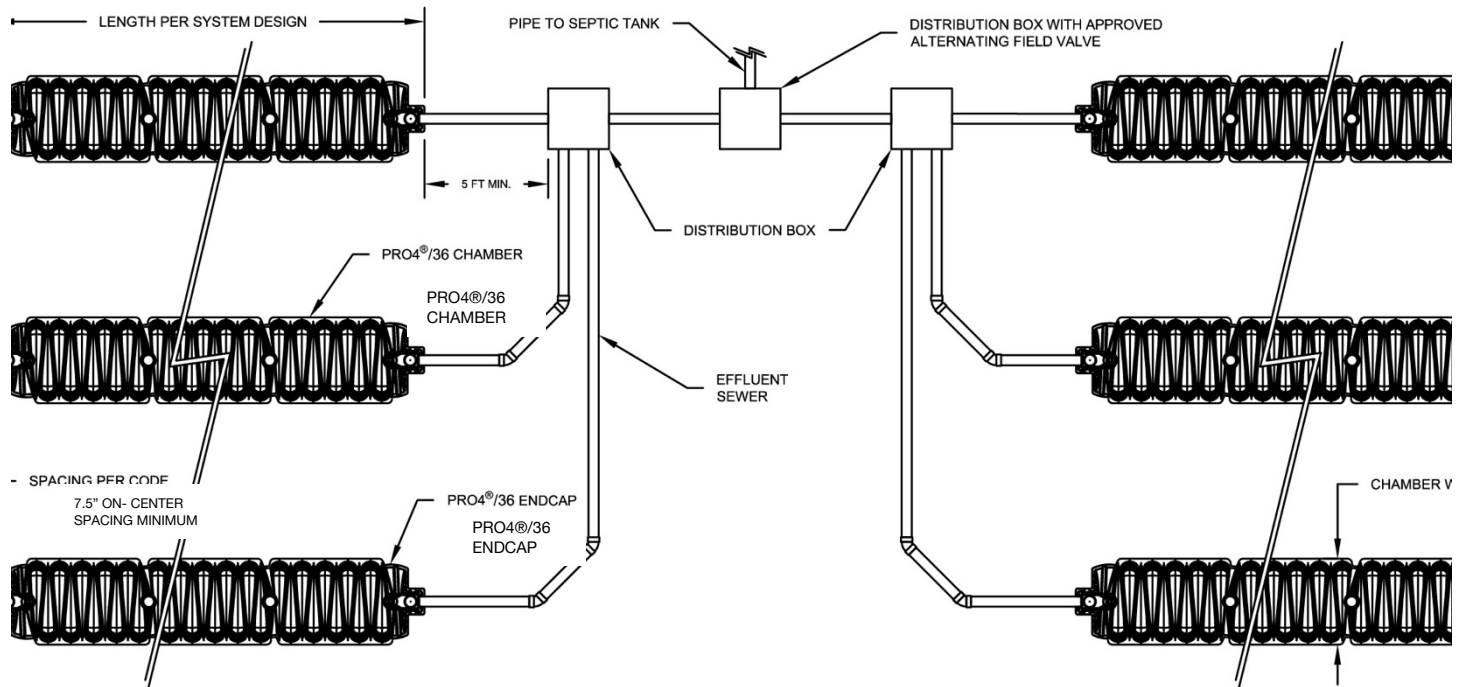 LENGTH PER SYSTEM DESIGN
PIPE TO SEPTIC TANK
DISTRIBUTION BOX WITH APPROVED
ALTERNATING FIELD VALVE
5 FT MIN.
DISTRIBUTION BOX
PRO4®/36 CHAMBER
PRO4®/36
CHAMBER
EFFLUENT
SEWER
- SPACING PER CODE
7.5” ON- CENTER
SPACING MINIMUM
PRO4®/36 ENDCAP
PRO4®/36
ENDCAP
CHAMBER W